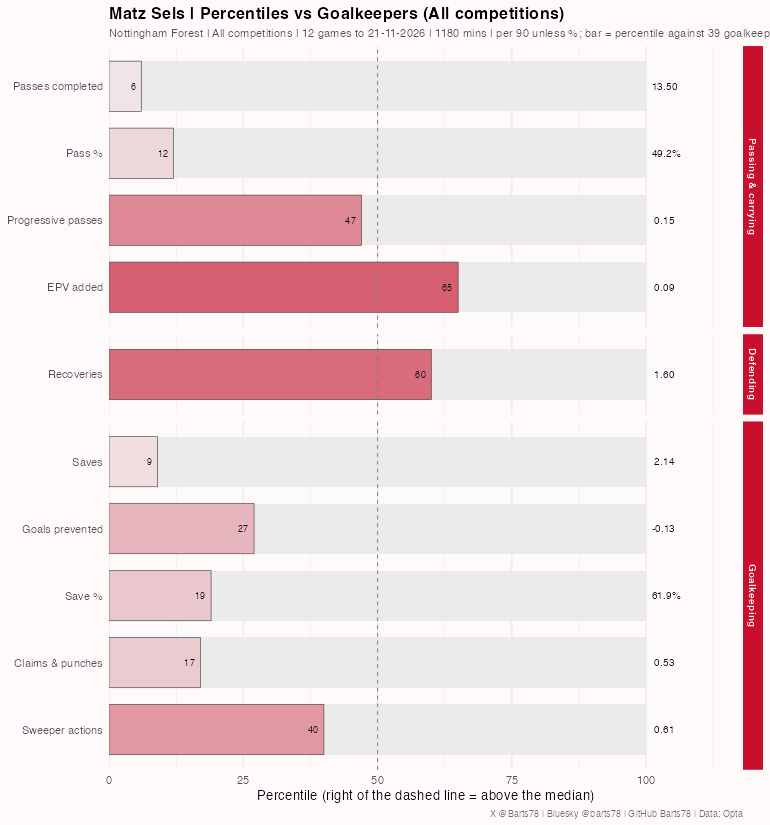 Matz Sels | Percentiles vs Goalkeepers (All competitions)
Nottingham Forest | All competitions | 12 games to 21-11-2026 | 1180 mins | per 90 unless %; bar = percentile against 39 goalkeep
Passes completed 6 13.50
Pass % 12 49.2%
Progressive passes 47 0.15
EPV added 65 0.09
Passing & carrying
Recoveries 60 1.60
Defending
Saves 9 2.14
Goals prevented 27 -0.13
Save % 19 61.9%
Claims & punches 17 0.53
Sweeper actions 40 0.61
Goalkeeping
0 25 50 75 100
Percentile (right of the dashed line = above the median)
X @Barts78 | Bluesky @barts78 | GitHub Barts78 | Data: Opta